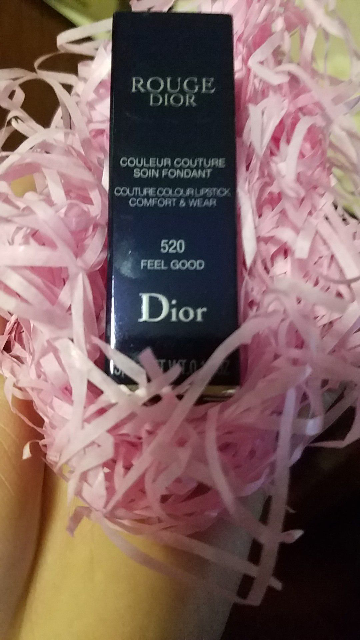 ROUGE
DIOR
COULEUR COUTURE
SOIN FONDANT
COUTURE COLOUR LIPSTICK
COMFORT & WEAR
520
FEEL GOOD
Dior